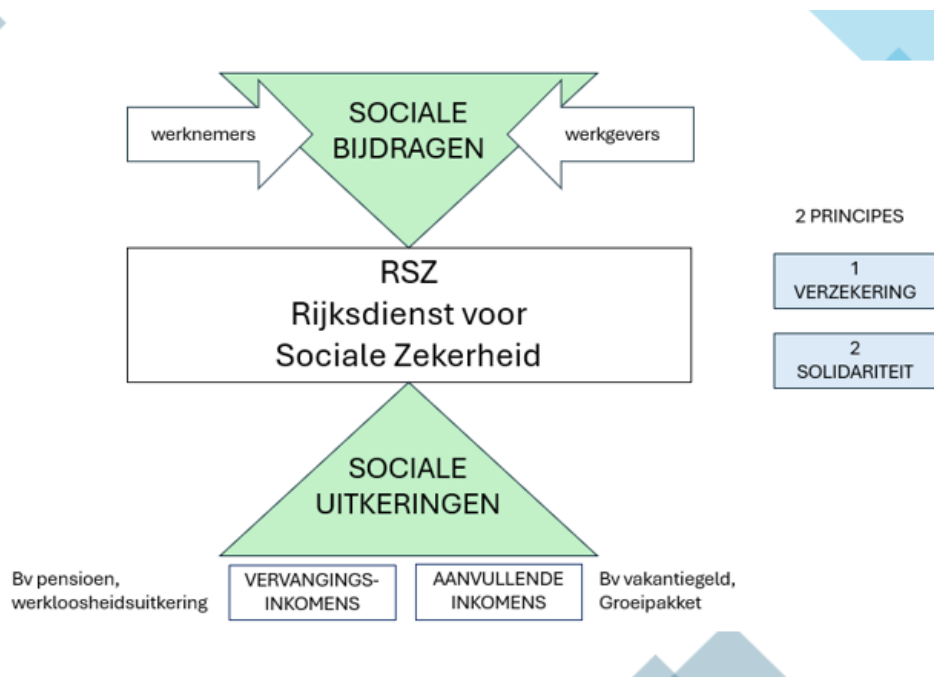 SOCIALE
BIJDRAGEN
werknemers
werkgevers
2 PRINCIPES
RSZ
Rijksdienst voor
Sociale Zekerheid
1
VERZEKERING
2
SOLIDARITEIT
SOCIALE
UITKERINGEN
Bv pensioen,
werkloosheidsuitkering
VERVANGINGS-
INKOMENS
AANVULLENDE
INKOMENS
Bv vakantiegeld,
Groeipakket